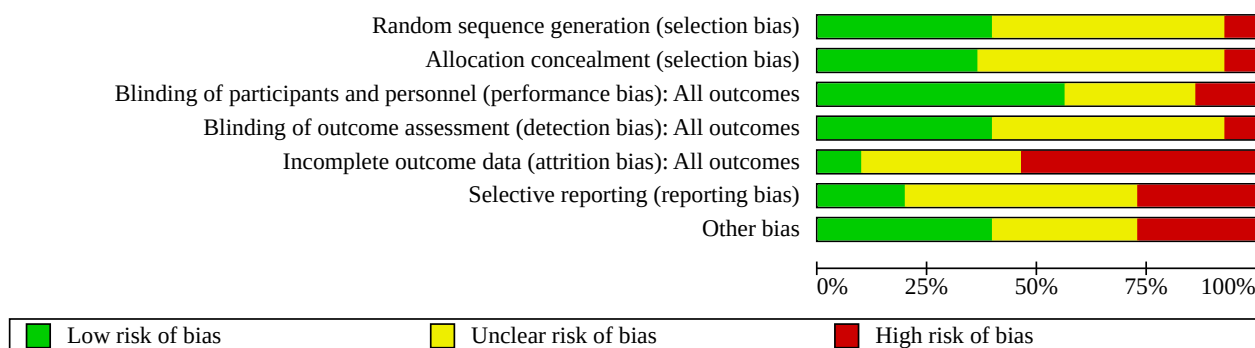 Random sequence generation (selection bias)
Allocation concealment (selection bias)
Blinding of participants and personnel (performance bias): All outcomes
Blinding of outcome assessment (detection bias): All outcomes
Incomplete outcome data (attrition bias): All outcomes
Selective reporting (reporting bias)
Other bias
0% 25% 50% 75% 100%
Low risk of bias Unclear risk of bias High risk of bias